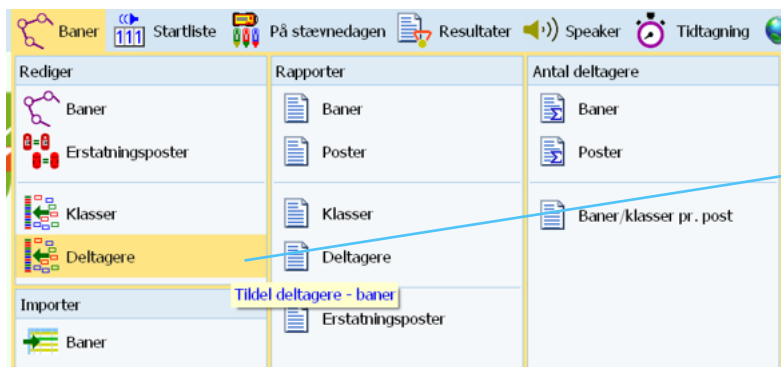 Baner 111 Startliste På stævnedagen Resultater Speaker Tidtagning
Rediger
Baner
Erstatningsposter
Klasser
Deltagere
Tildel deltagere - baner
Importer
Baner
Rapporter
Baner
Poster
Klasser
Deltagere
Erstatningsposter
Antal deltagere
Baner
Poster
Baner/klasser pr. post